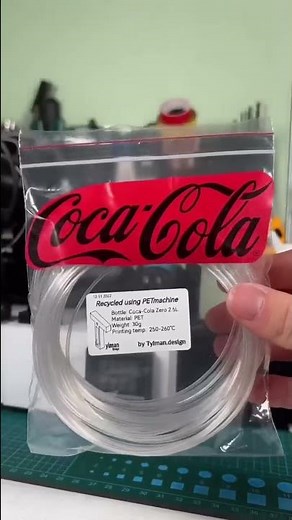 Coca-Cola
Recycled using PETmachine
Bottle: Coca-Cola Zero 2.5L
Material: PET
Weight: 30g
Printing temp: 250-260°C
by Tylman.design